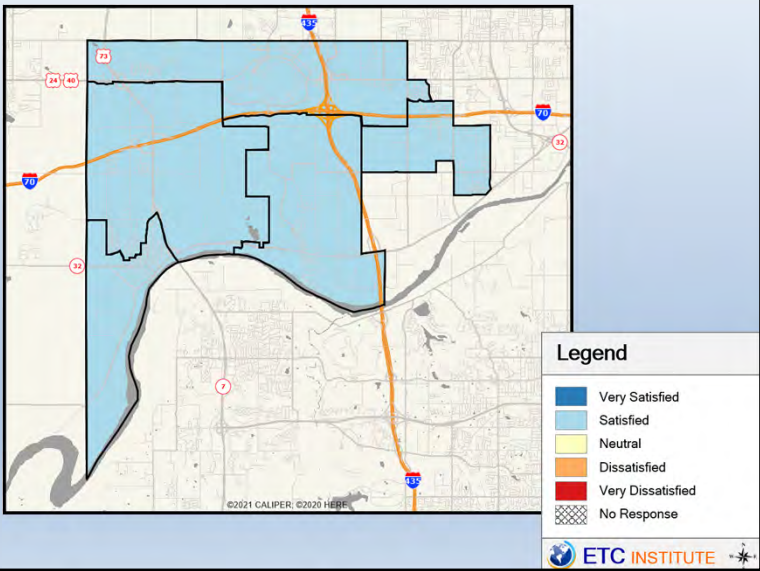 435
73
24 40
70
32
70
32
7
435
©2021 CALIPER; ©2020 HERE
Legend
Very Satisfied
Satisfied
Neutral
Dissatisfied
Very Dissatisfied
No Response
ETC INSTITUTE